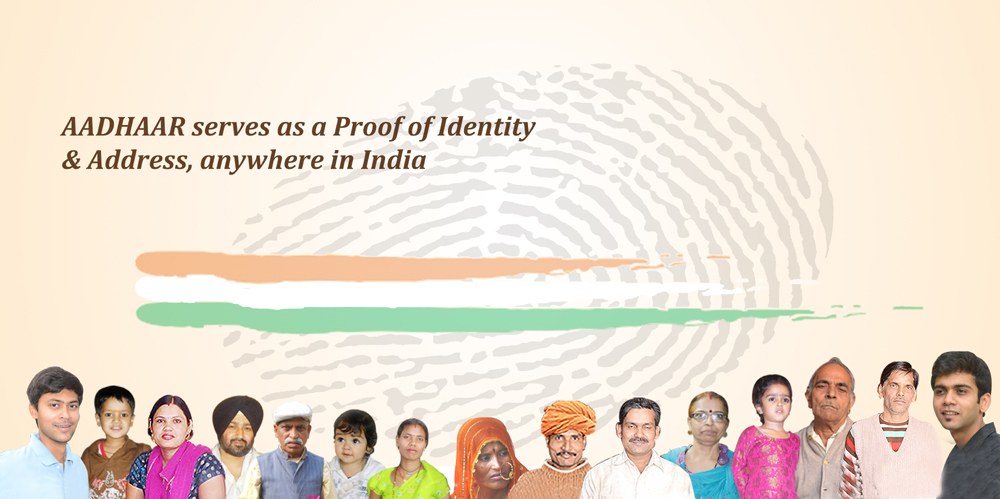 AADHAAR serves as a Proof of Identity
& Address, anywhere in India